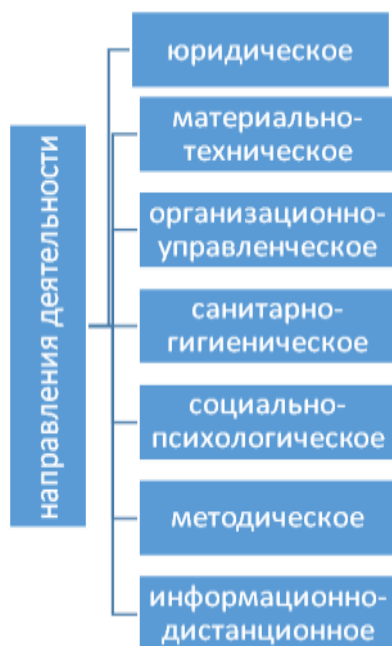 направления деятельности
юридическое
материально-
техническое
организационно-
управленческое
санитарно-
гигиеническое
социально-
психологическое
методическое
информационно-
дистанционное